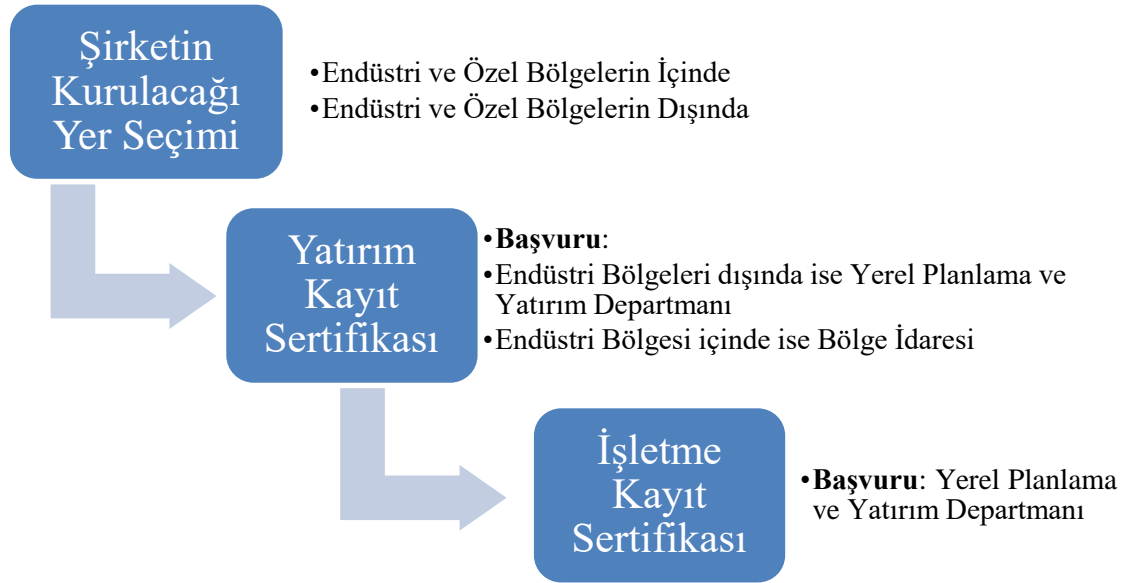 Şirketin
Kurulacağı
Yer Seçimi
•Endüstri ve Özel Bölgelerin İçinde
•Endüstri ve Özel Bölgelerin Dışında
Yatırım
Kayıt
Sertifikası
•Başvuru:
•Endüstri Bölgeleri dışında ise Yerel Planlama ve
Yatırım Departmanı
•Endüstri Bölgesi içinde ise Bölge İdaresi
İşletme
Kayıt
Sertifikası
•Başvuru: Yerel Planlama
ve Yatırım Departmanı